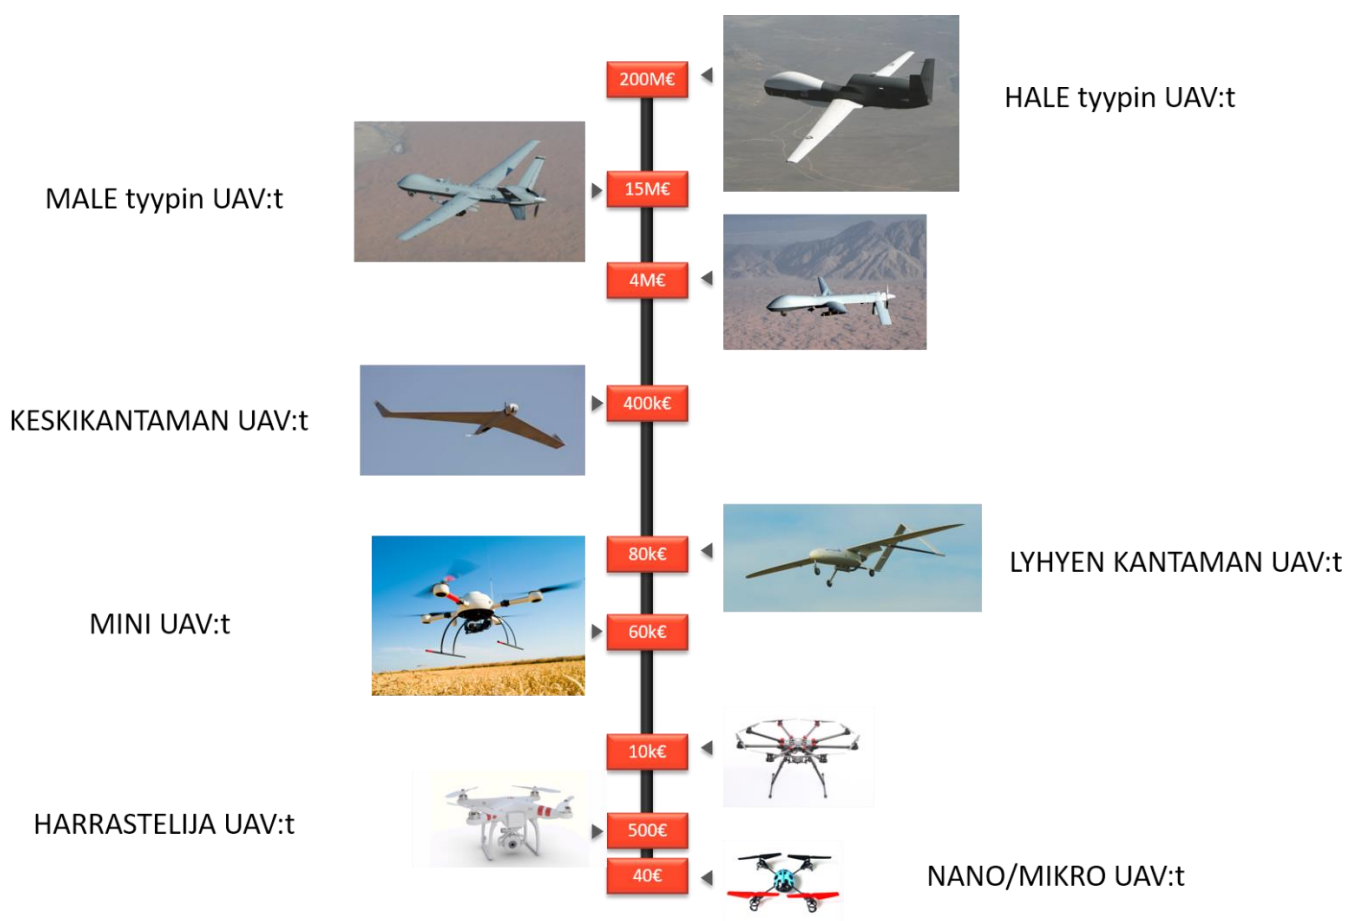 200M€
HALE tyypin UAV:t
MALE tyypin UAV:t
15M€
4M€
KESKIKANTAMAN UAV:t
400k€
80k€
LYHYEN KANTAMAN UAV:t
MINI UAV:t
60k€
10k€
HARRASTELIJA UAV:t
500€
40€
NANO/MIKRO UAV:t